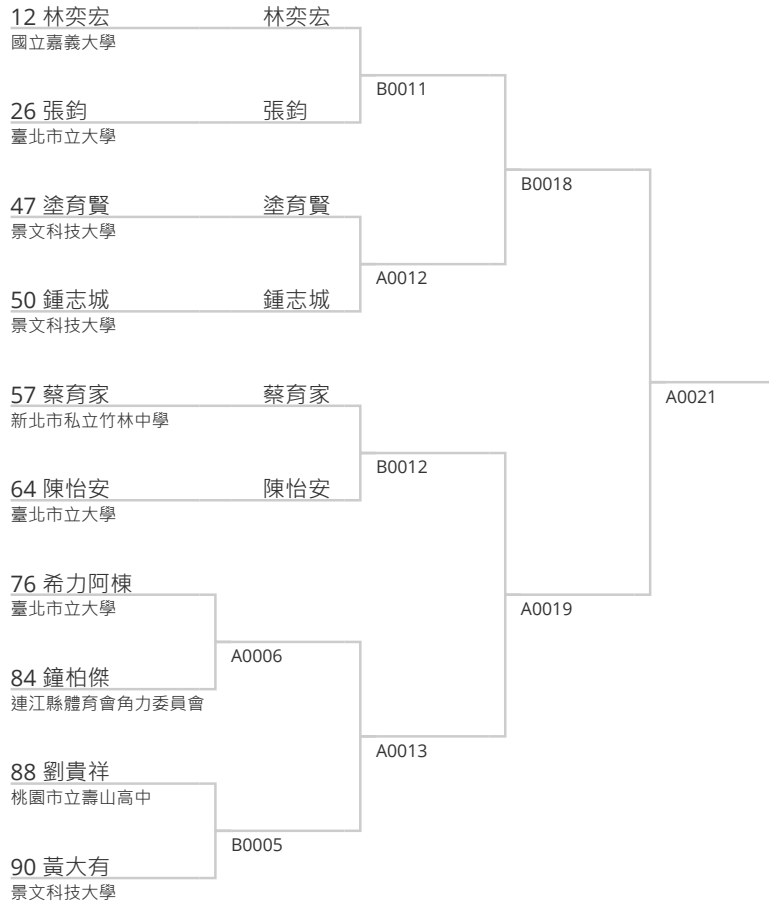 12 林奕宏 林奕宏
國立嘉義大學
B0011
26 張鈞 張鈞
臺北市立大學
B0018
47 塗育賢 塗育賢
景文科技大學
A0012
50 鍾志城 鍾志城
景文科技大學
A0021
57 蔡育家 蔡育家
新北市私立竹林中學
B0012
64 陳怡安 陳怡安
臺北市立大學
76 希力阿棟
臺北市立大學
A0019
A0006
84 鐘柏傑
連江縣體育會角力委員會
A0013
88 劉貴祥
桃園市立壽山高中
B0005
90 黃大有
景文科技大學